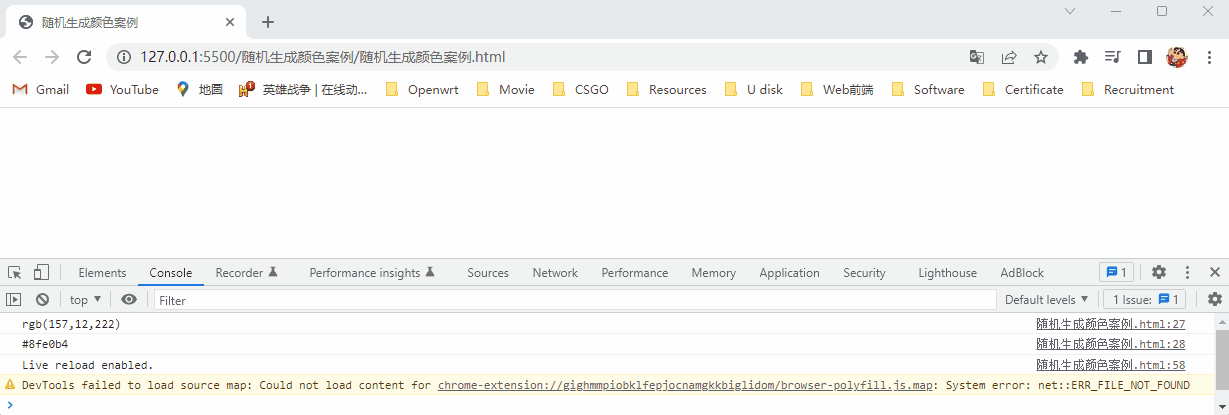 随机生成颜色案例
127.0.0.1:5500/随机生成颜色案例/随机生成颜色案例.html
Gmail YouTube 地图 英雄战争 | 在线动... Openwrt Movie CSGO Resources U disk Web前端 Software Certificate Recruitment
Elements Console Recorder Performance insights Sources Network Performance Memory Application Security Lighthouse AdBlock 1
top Filter Default levels 1 Issue: 1
rgb(157,12,222) 随机生成颜色案例.html:27
#8fe0b4 随机生成颜色案例.html:28
Live reload enabled. 随机生成颜色案例.html:58
DevTools failed to load source map: Could not load content for chrome-extension://gighmmpiobklfepjocnamgkkbiglidom/browser-polyfill.js.map: System error: net::ERR_FILE_NOT_FOUND